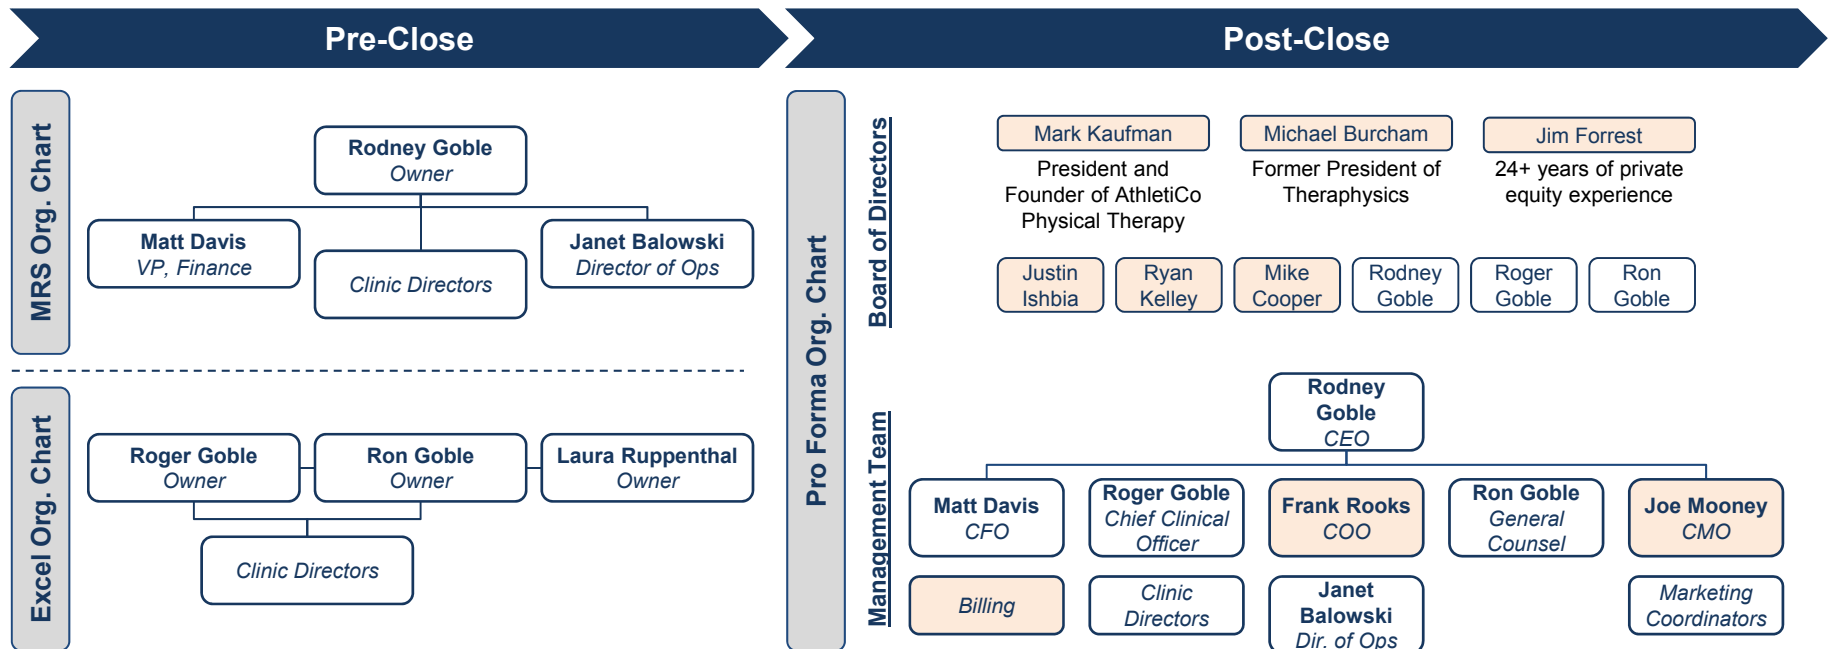 Pre-Close
Post-Close
MRS Org. Chart
Rodney Goble
Owner
Matt Davis
VP, Finance
Clinic Directors
Janet Balowski
Director of Ops
Excel Org. Chart
Roger Goble
Owner
Ron Goble
Owner
Laura Ruppenthal
Owner
Clinic Directors
Pro Forma Org. Chart
Board of Directors
Mark Kaufman
President and
Founder of AthletiCo
Physical Therapy
Michael Burcham
Former President of
Theraphysics
Jim Forrest
24+ years of private
equity experience
Justin
Ishbia
Ryan
Kelley
Mike
Cooper
Rodney
Goble
Roger
Goble
Ron
Goble
Management Team
Rodney
Goble
CEO
Matt Davis
CFO
Roger Goble
Chief Clinical
Officer
Frank Rooks
COO
Ron Goble
General
Counsel
Joe Mooney
CMO
Billing
Clinic
Directors
Janet
Balowski
Dir. of Ops
Marketing
Coordinators